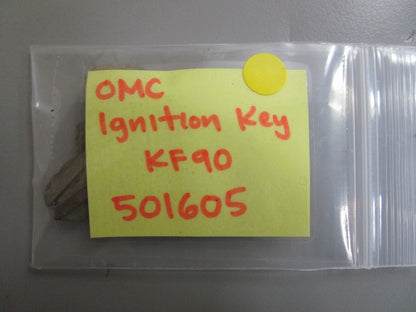 OMC
Ignition Key
KF90
501605